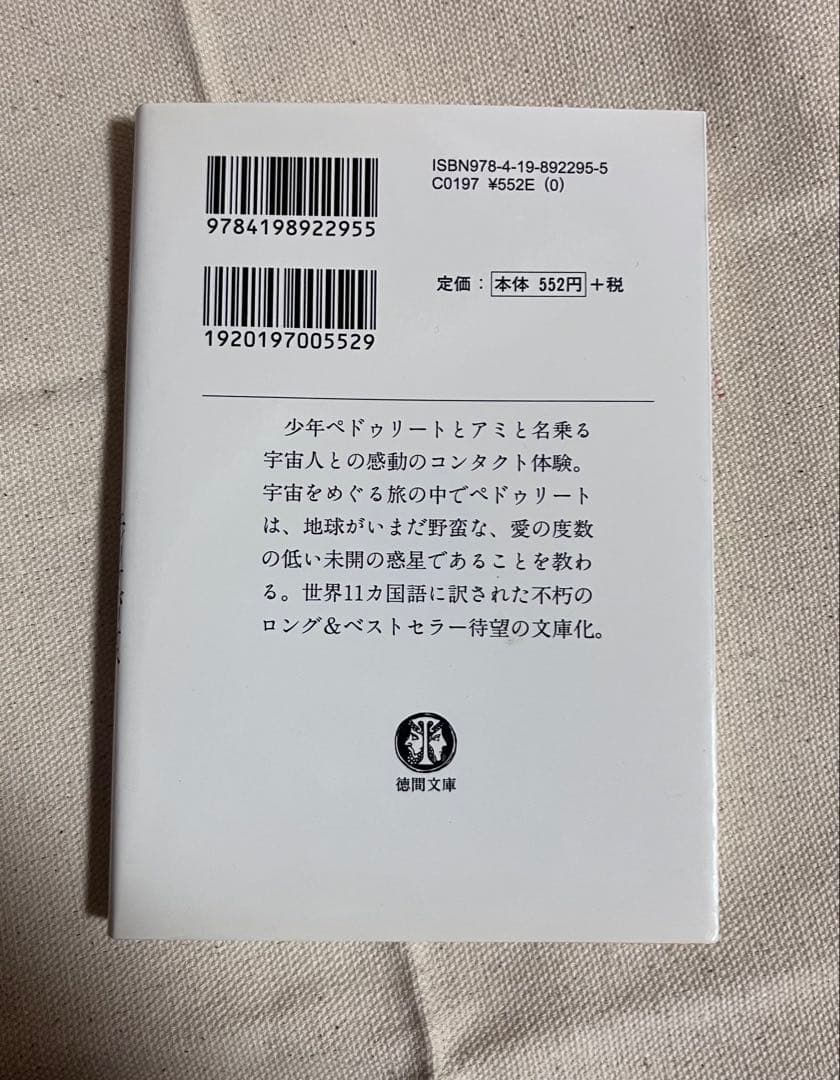 ISBN978-4-19-892295-5
C0197 ¥552E (0)
9784198922955
定価：本体 552円＋税
1920197005529
少年ペドゥリートとアミと名乗る
宇宙人との感動のコンタクト体験。
宇宙をめぐる旅の中でペドゥリート
は、地球がいまだ野蛮な、愛の度数
の低い未開の惑星であることを教わ
る。世界11カ国語に訳された不朽の
ロング＆ベストセラー待望の文庫化。
徳間文庫